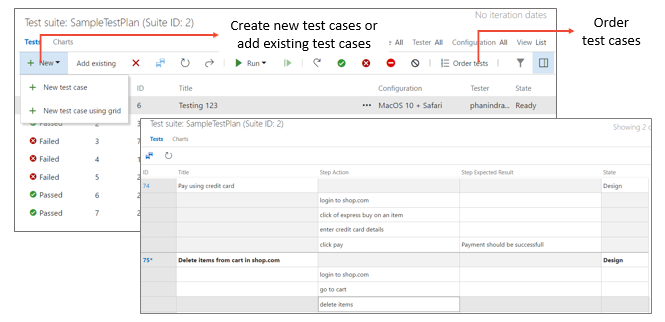 Test suite: SampleTestPlan (Suite ID: 2)
No iteration dates
Create new test cases or
add existing test cases
Order
test cases
Tests Charts
e All Tester All Configuration All View List
+ New Add existing Run Order tests
+ New test case
+ New test case using grid
ID Title Configuration Tester State
6 Testing 123 ••• MacOS 10 + Safari phanindra... Ready
Passed 2
Failed 3 7
Failed 4 1
Failed 5 2
Passed 6 2
Passed 7 2
Test suite: SampleTestPlan (Suite ID: 2)
Showing 2
Tests Charts
ID Title Step Action Step Expected Result State
74 Pay using credit card Design
login to shop.com
click of express buy on an item
enter credit card details
click pay Payment should be successfull
75* Delete items from cart in shop.com Design
login to shop.com
go to cart
delete items